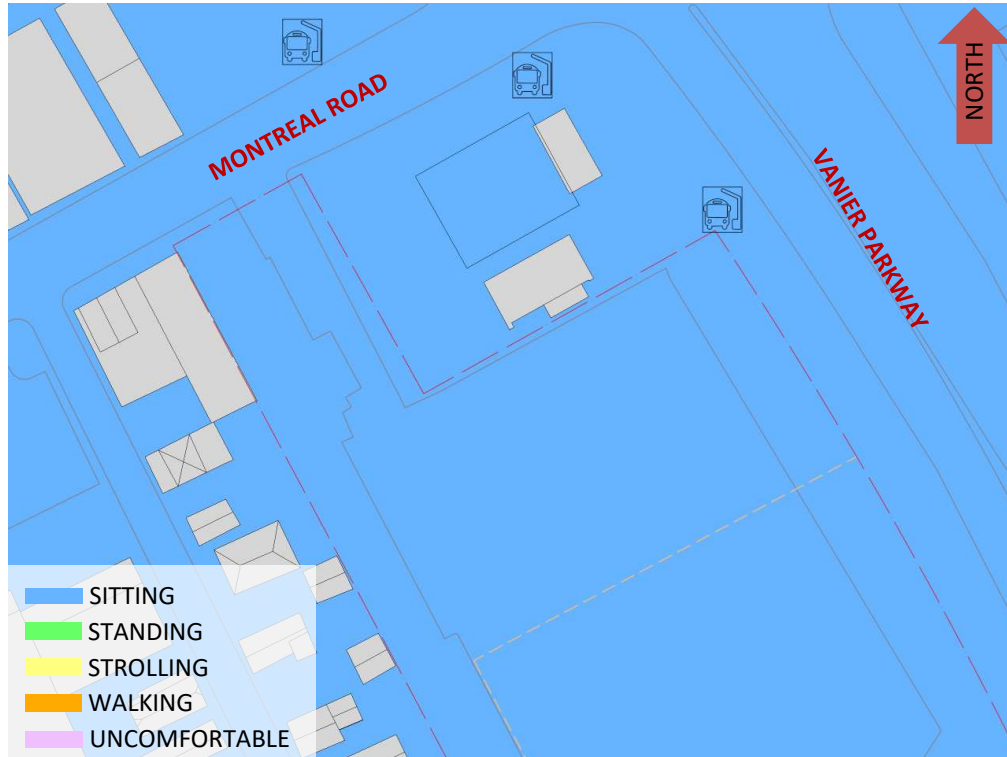 NORTH
MONTREAL ROAD
VANIER PARKWAY
SITTING
STANDING
STROLLING
WALKING
UNCOMFORTABLE